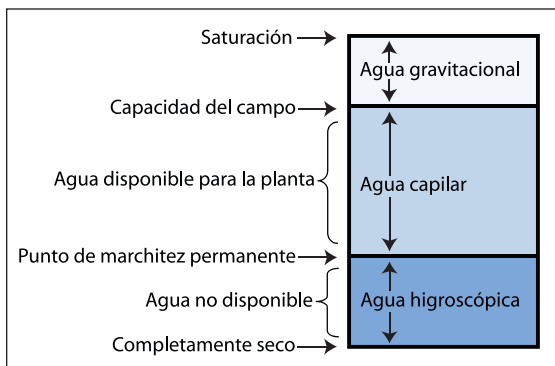 Saturación
Agua gravitacional
Capacidad del campo
Agua disponible para la planta
Agua capilar
Punto de marchitez permanente
Agua no disponible
Agua higroscópica
Completamente seco